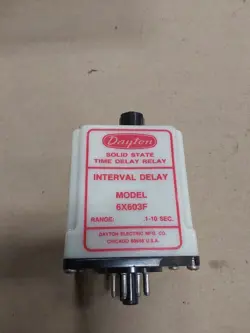 Dayton
SOLID STATE
TIME DELAY RELAY
INTERVAL DELAY
MODEL
6X603F
RANGE: 1-10 SEC.
DAYTON ELECTRIC MFG. CO.
CHICAGO 60648 U.S.A.